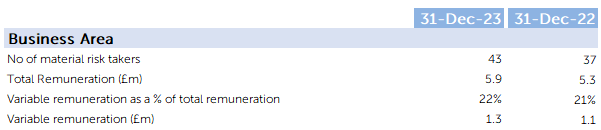 31-Dec-23 31-Dec-22
Business Area
No of material risk takers 43 37
Total Remuneration (£m) 5.9 5.3
Variable remuneration as a % of total remuneration 22% 21%
Variable remuneration (£m) 1.3 1.1